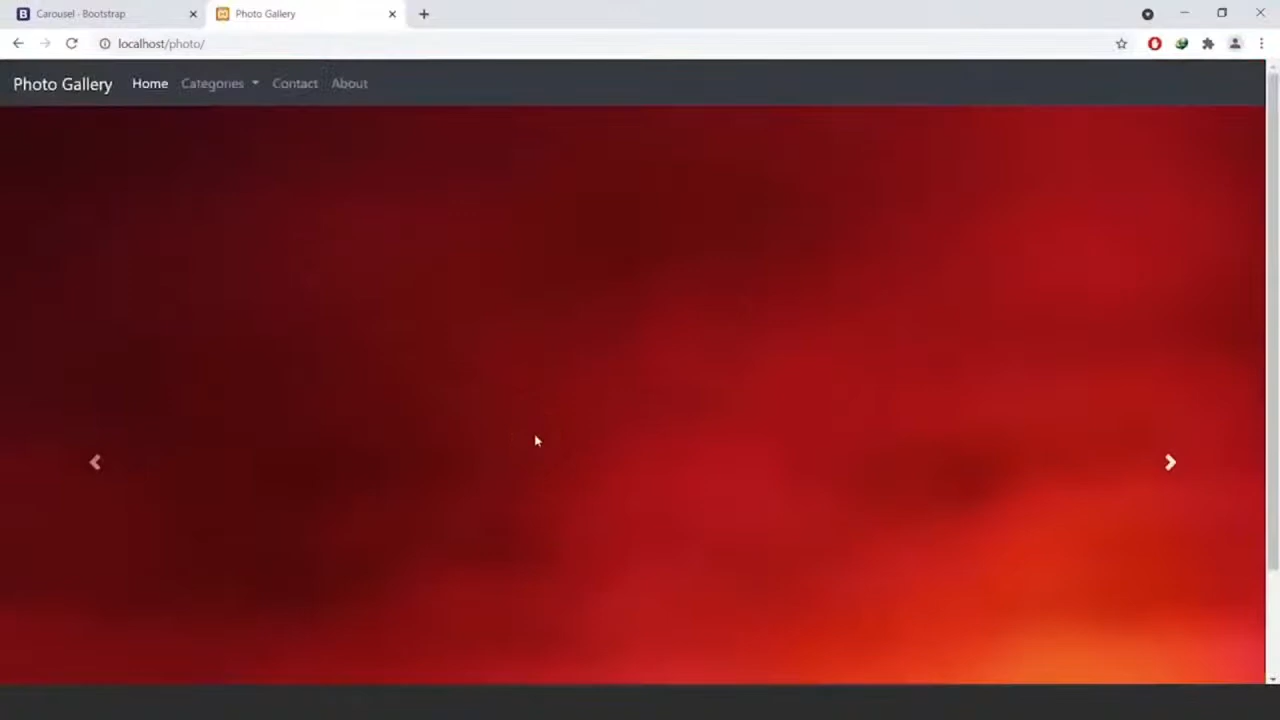 Carousel · Bootstrap
Photo Gallery
localhost/photo/
Photo Gallery Home Categories Contact About